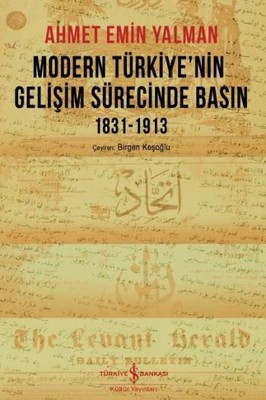 AHMET EMİN YALMAN
MODERN TÜRKİYE'NİN
GELİŞİM SÜRECİNDE BASIN
1831-1913
Çeviren: Birgen Keşoğlu
اتحاد
The Levant Herald
DAILY BULLETIN
TÜRKİYE İŞ BANKASI
Kültür Yayınları